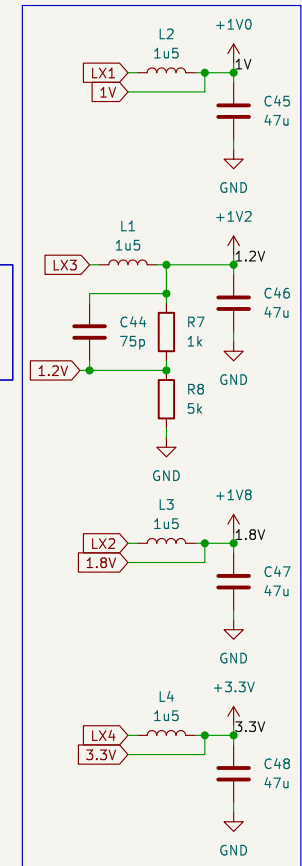 +1V0
L2
1u5
LX1
1V
1V
C45
47u
GND
+1V2
L1
1u5
LX3
1.2V
C46
47u
GND
C44
75p
R7
1k
1.2V
R8
5k
GND
+1V8
L3
1u5
LX2
1.8V
1.8V
C47
47u
GND
+3.3V
L4
1u5
LX4
3.3V
3.3V
C48
47u
GND